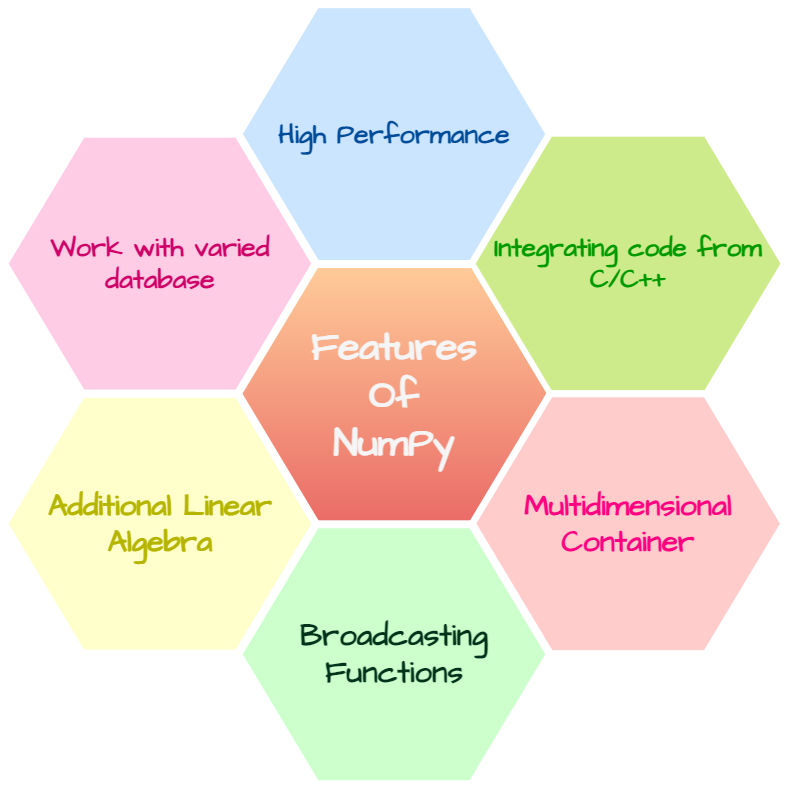 High Performance
Work with varied
database
Integrating code from
C/C++
Features
Of
NumPy
Additional Linear
Algebra
Multidimensional
Container
Broadcasting
Functions